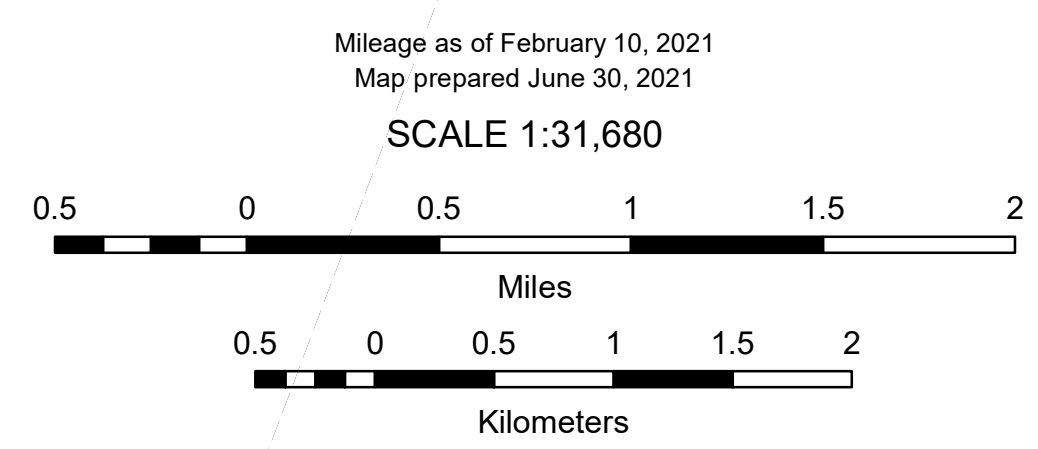 Mileage as of February 10, 2021
Map prepared June 30, 2021
SCALE 1:31,680
0.5 0 0.5 1 1.5 2
Miles
0.5 0 0.5 1 1.5 2
Kilometers